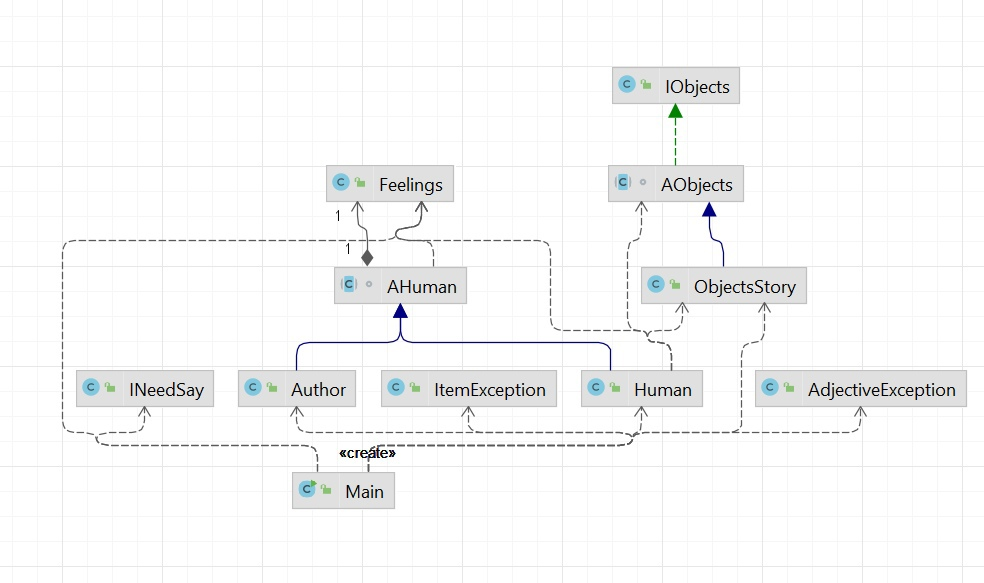 IObjects
Feelings
AObjects
1
1
AHuman
ObjectsStory
INeedSay
Author
ItemException
Human
AdjectiveException
«create»
Main